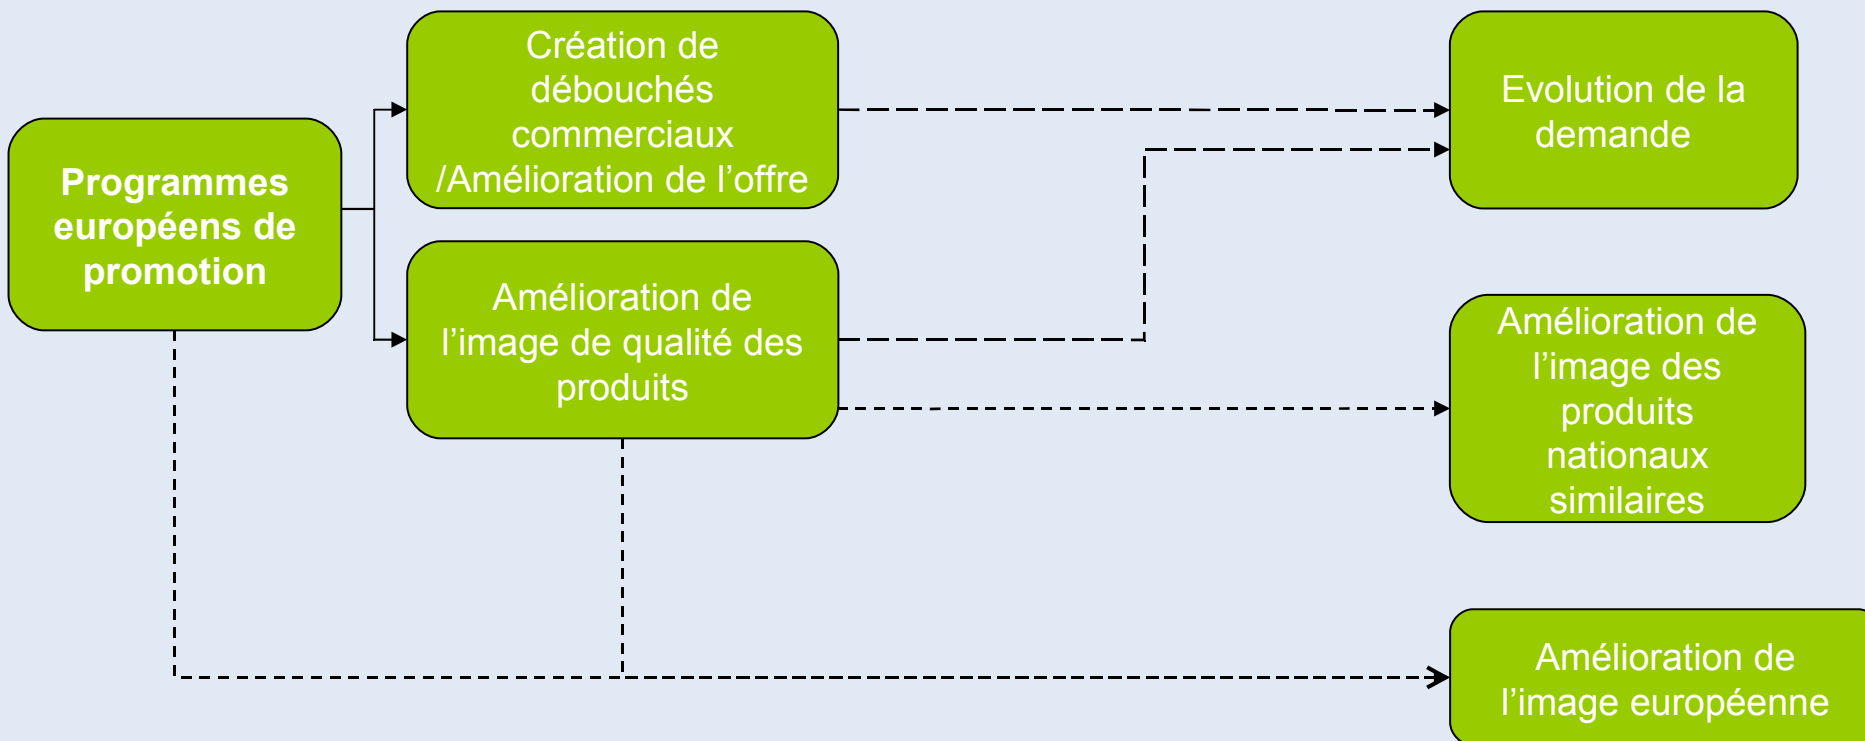 Programmes
européens de
promotion
Création de
débouchés
commerciaux
/Amélioration de l’offre
Amélioration de
l’image de qualité des
produits
Evolution de la
demande
Amélioration de
l’image des
produits
nationaux
similaires
Amélioration de
l’image européenne